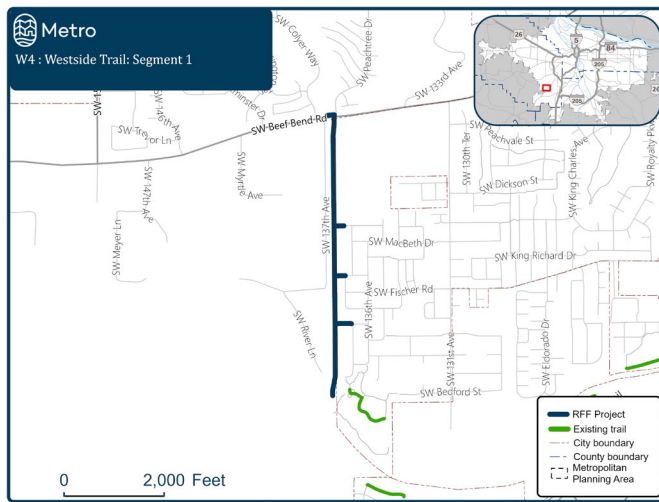 Metro
W4 : Westside Trail: Segment 1
SW Colyer Way
SW Peachtree Dr
SW 133rd Ave
SW 146th Ave
SW Beef Bend Rd
SW Trevor Ln
SW 147th Ave
SW Myrtle Ave
SW Meyer Ln
SW 137th Ave
SW River Ln
SW 130th Ter
SW Peachvale St
SW Dickson St
SW King Charles Ave
SW Royalty Pkwy
SW MacBeth Dr
SW King Richard Dr
SW Fischer Rd
SW 136th Ave
SW 131st Ave
SW Eldorado Dr
SW Bedford St
26
5
84
205
205
26
RFF Project
Existing trail
City boundary
County boundary
Metropolitan
Planning Area
0 2,000 Feet